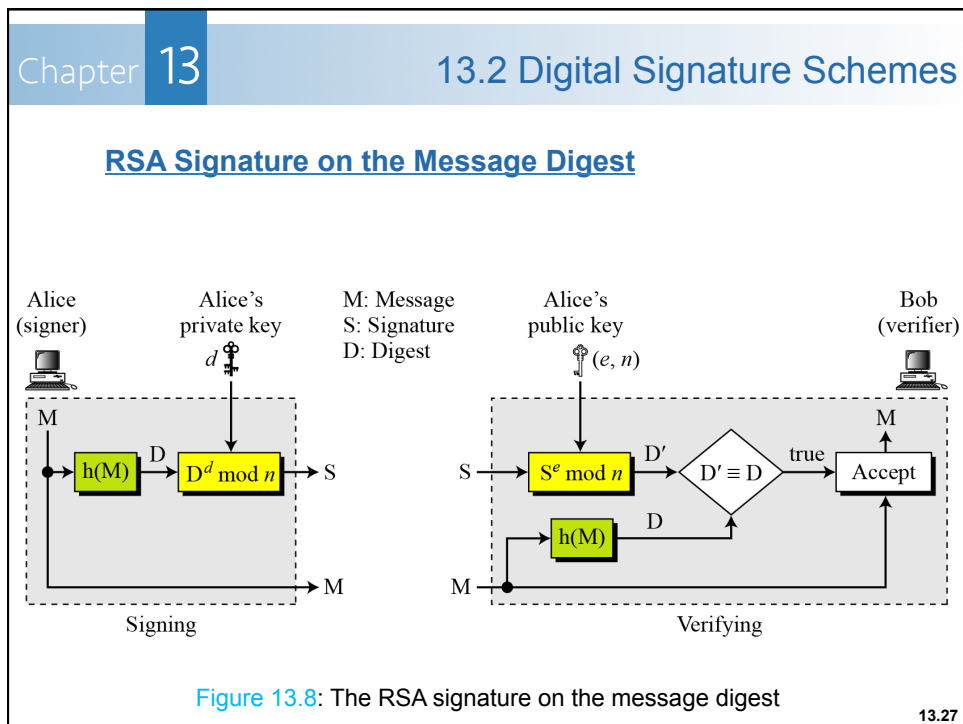 Chapter 13
13.2 Digital Signature Schemes
RSA Signature on the Message Digest
Alice
(signer)
Alice’s
private key
d
M: Message
S: Signature
D: Digest
Alice’s
public key
(e, n)
Bob
(verifier)
M
h(M)
D
D^d mod n
S
M
Signing
S
S^e mod n
D′
D′ ≡ D
true
Accept
M
h(M)
D
M
Verifying
Figure 13.8: The RSA signature on the message digest
13.27